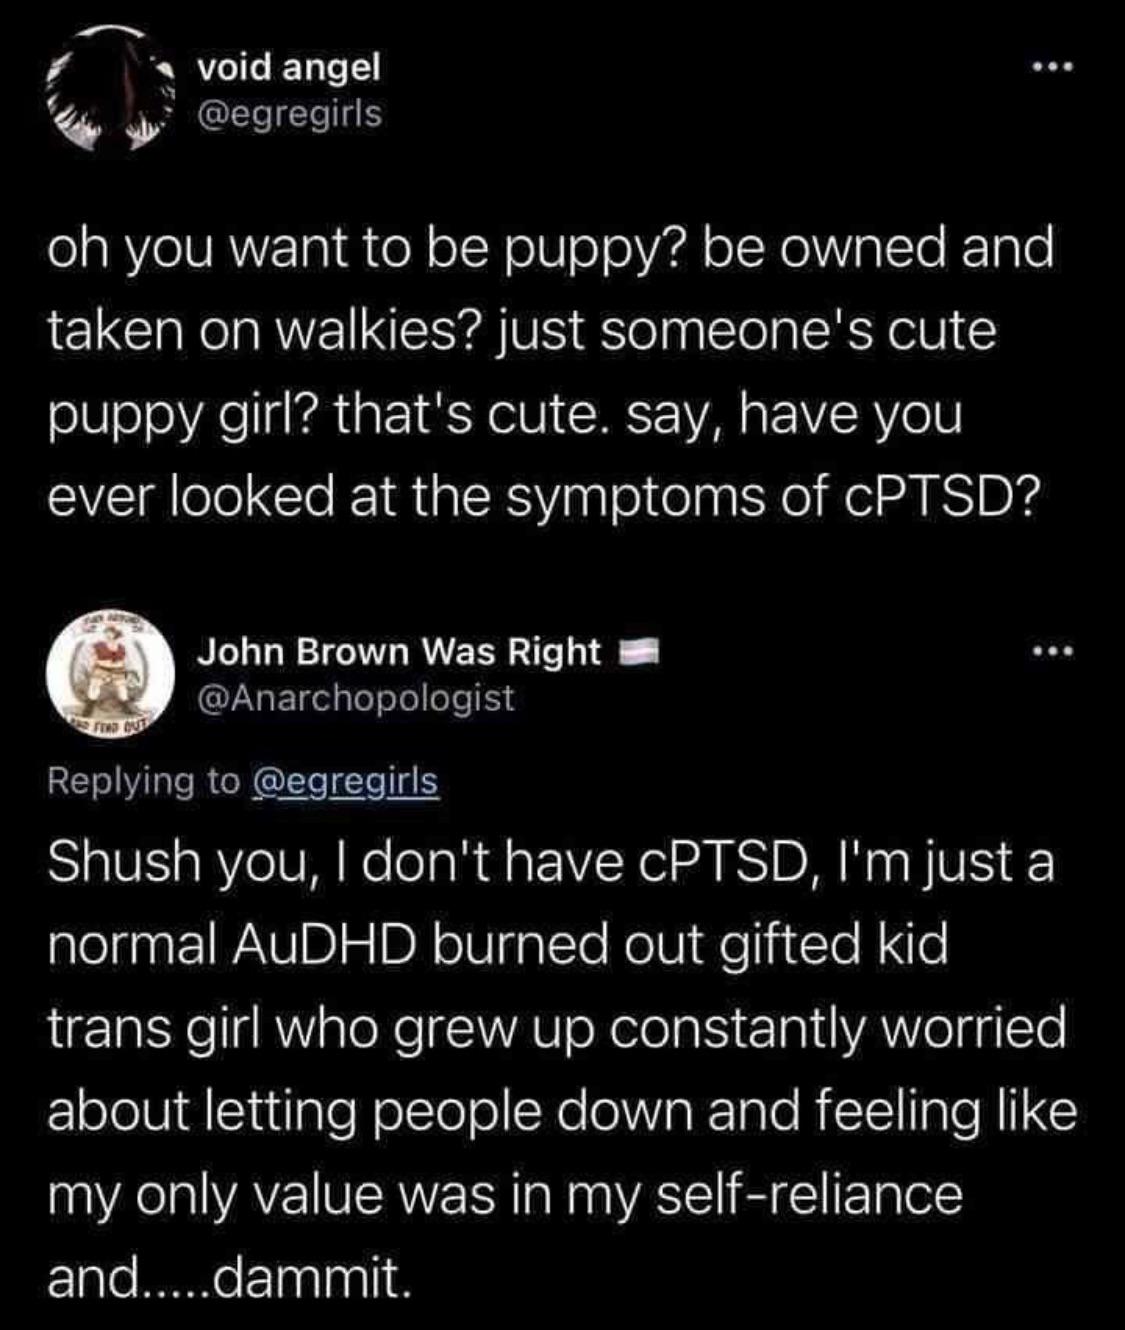 void angel
@egregirls
oh you want to be puppy? be owned and
taken on walkies? just someone's cute
puppy girl? that's cute. say, have you
ever looked at the symptoms of cPTSD?
John Brown Was Right
@Anarchopologist
AND FIND OUT
Replying to @egregirls
Shush you, I don't have cPTSD, I'm just a
normal AuDHD burned out gifted kid
trans girl who grew up constantly worried
about letting people down and feeling like
my only value was in my self-reliance
and.....dammit.